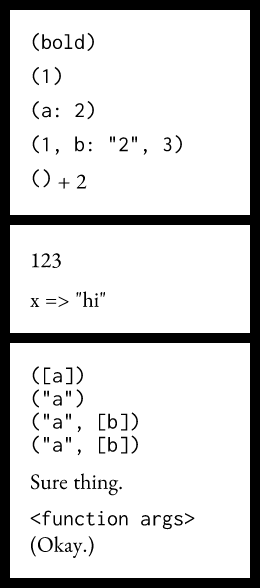 (bold)
(1)
(a: 2)
(1, b: "2", 3)
() + 2
123
x => "hi"
([a])
("a")
("a", [b])
("a", [b])
Sure thing.
<function args>
(Okay.)